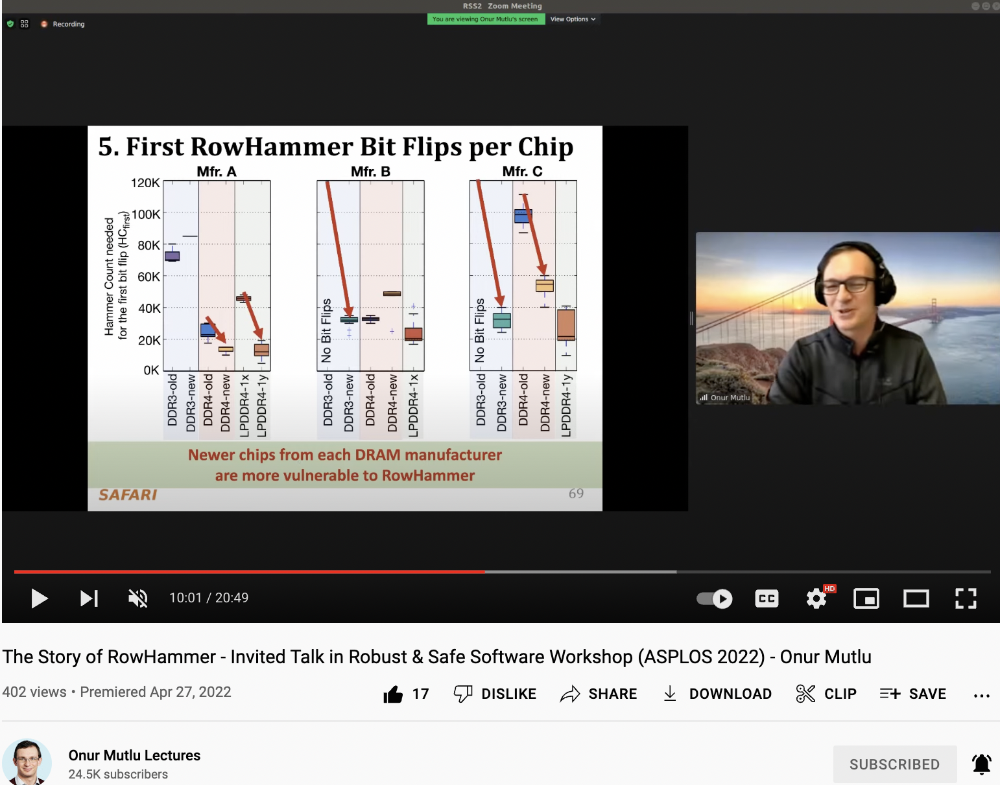 RSS2 Zoom Meeting
You are viewing Onur Mutlu's screen
View Options
Recording
5. First RowHammer Bit Flips per Chip
Mfr. A
Mfr. B
Mfr. C
Hammer Count needed
for the first bit flip (HCfirst)
120K
100K
80K
60K
40K
20K
0K
No Bit Flips
No Bit Flips
DDR3-old
DDR3-new
DDR4-old
DDR4-new
LPDDR4-1x
LPDDR4-1y
DDR3-old
DDR3-new
DDR4-old
DDR4-new
LPDDR4-1x
DDR3-old
DDR3-new
DDR4-old
DDR4-new
LPDDR4-1y
Newer chips from each DRAM manufacturer
are more vulnerable to RowHammer
SAFARI
69
Onur Mutlu
10:01 / 20:49
CC
HD
The Story of RowHammer - Invited Talk in Robust & Safe Software Workshop (ASPLOS 2022) - Onur Mutlu
402 views • Premiered Apr 27, 2022
17
DISLIKE
SHARE
DOWNLOAD
CLIP
SAVE
Onur Mutlu Lectures
24.5K subscribers
SUBSCRIBED